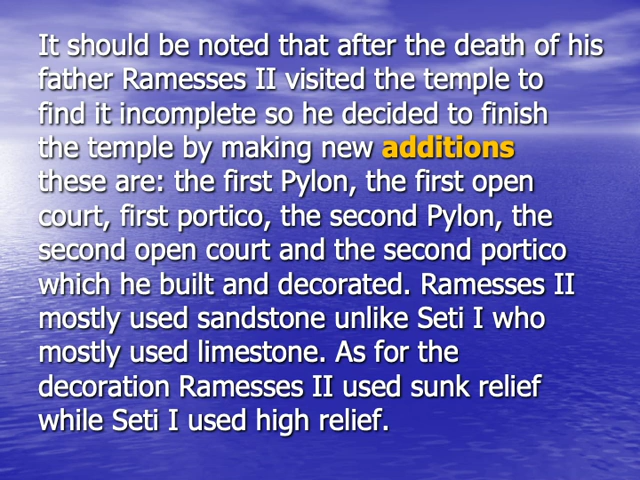 It should be noted that after the death of his
father Ramesses II visited the temple to
find it incomplete so he decided to finish
the temple by making new additions
these are: the first Pylon, the first open
court, first portico, the second Pylon, the
second open court and the second portico
which he built and decorated. Ramesses II
mostly used sandstone unlike Seti I who
mostly used limestone. As for the
decoration Ramesses II used sunk relief
while Seti I used high relief.